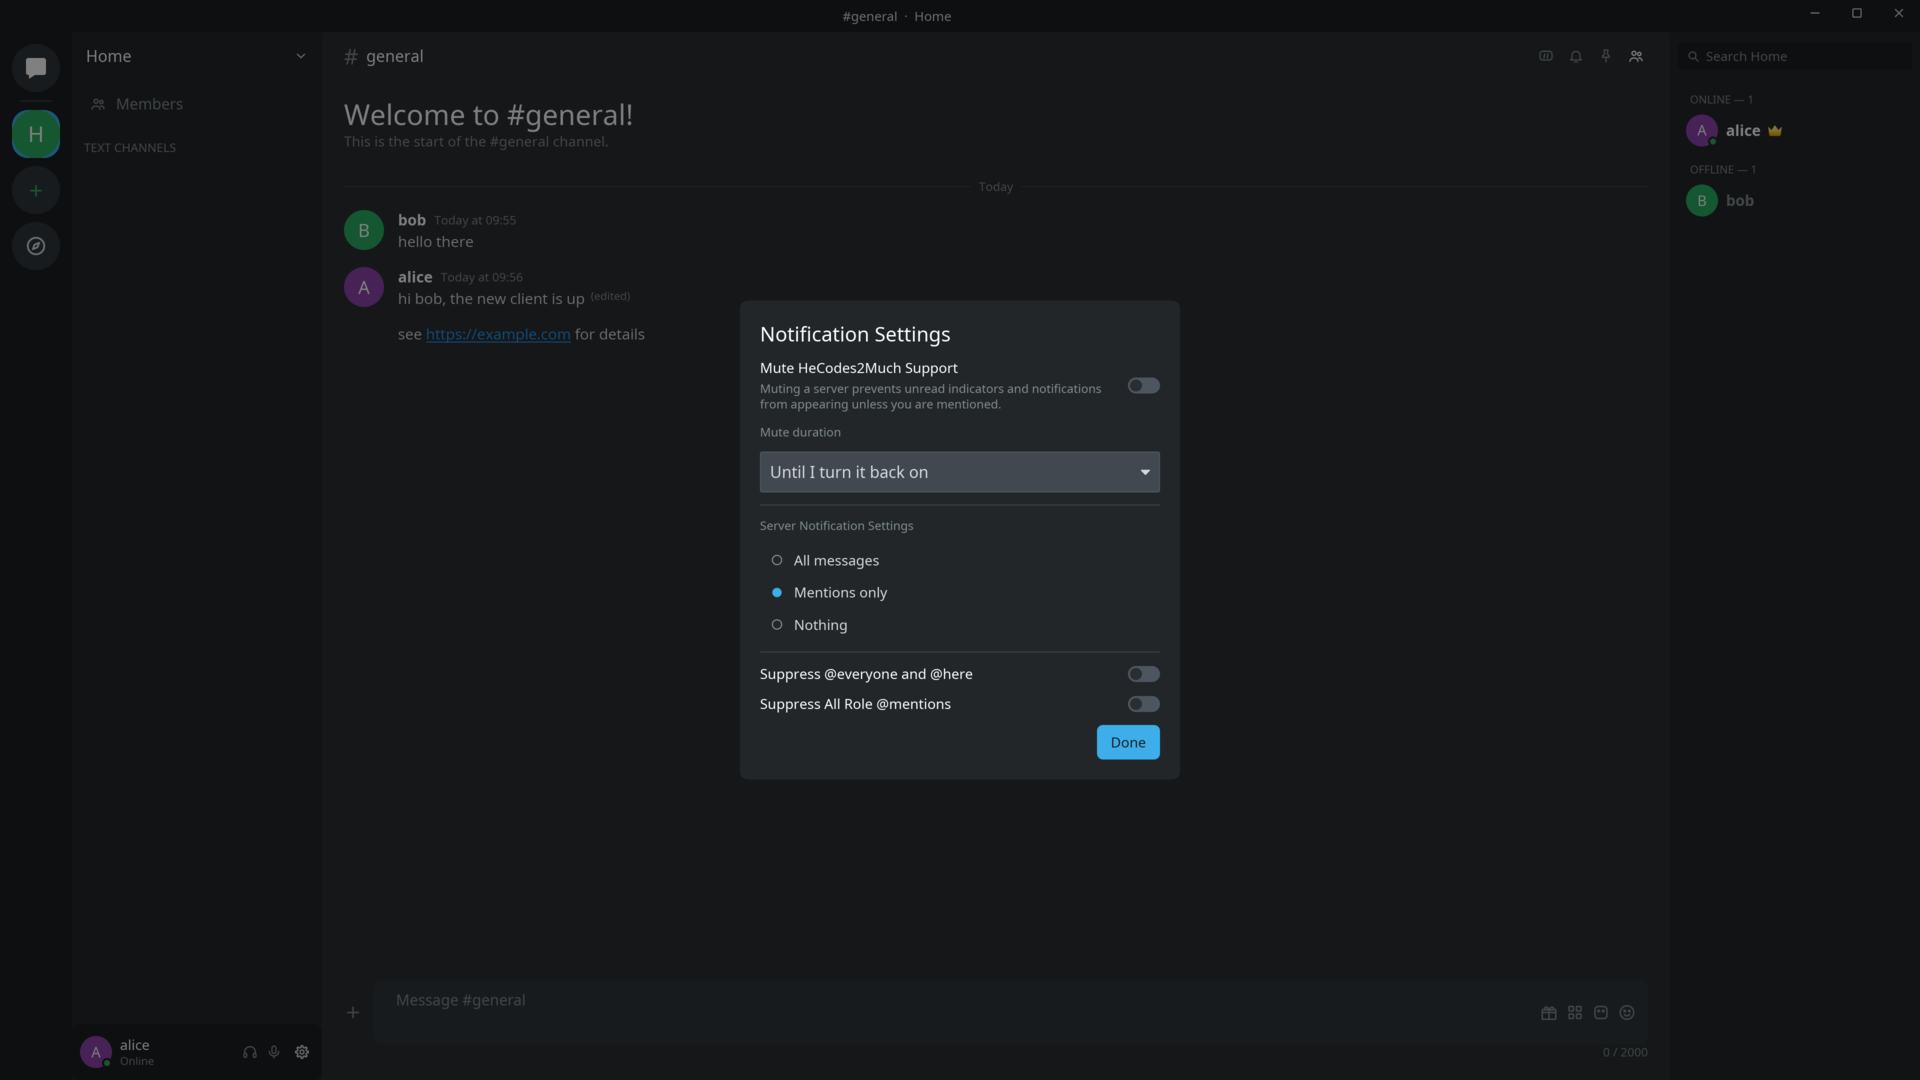 #general · Home
Home
Members
TEXT CHANNELS
H
# general
Welcome to #general!
This is the start of the #general channel.
Today
B
bob Today at 09:55
hello there
A
alice Today at 09:56
hi bob, the new client is up (edited)
see https://example.com for details
Notification Settings
Mute HeCodes2Much Support
Muting a server prevents unread indicators and notifications
from appearing unless you are mentioned.
Mute duration
Until I turn it back on
Server Notification Settings
All messages
Mentions only
Nothing
Suppress @everyone and @here
Suppress All Role @mentions
Done
Message #general
0 / 2000
A
alice
Online
Search Home
ONLINE — 1
A alice
OFFLINE — 1
B bob